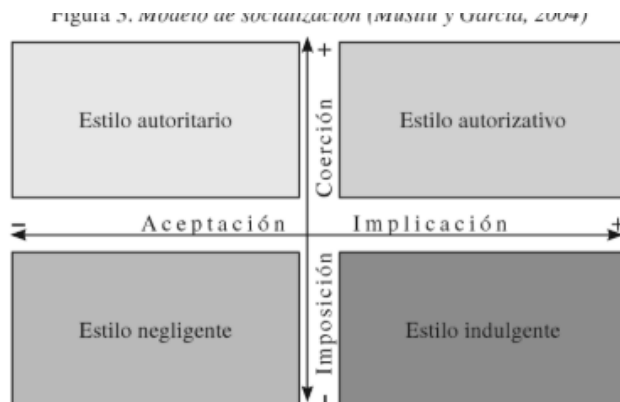 Figura 3. Modelo de socialización (Musitu y García, 2004)
+
Estilo autoritario
Coerción
Estilo autorizativo
–
Aceptación
Implicación
+
Estilo negligente
Imposición
Estilo indulgente